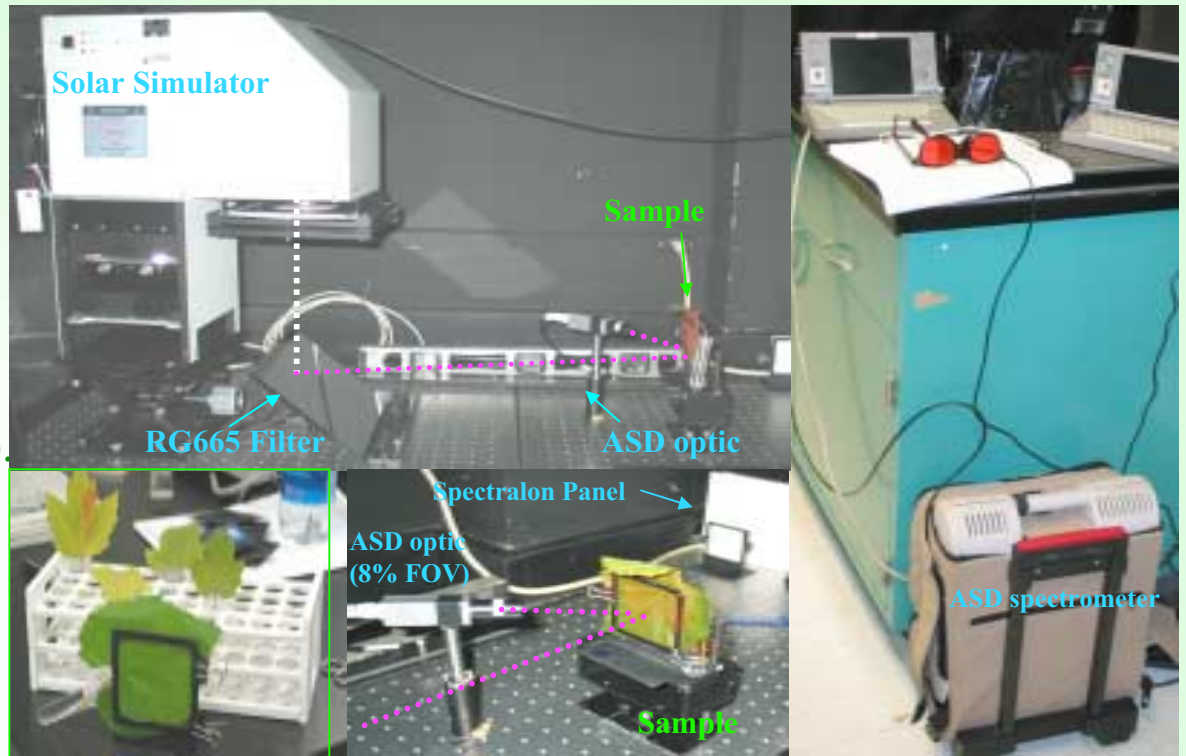 Solar Simulator
Sample
RG665 Filter
ASD optic
Spectralon Panel
ASD optic
(8% FOV)
Sample
ASD spectrometer